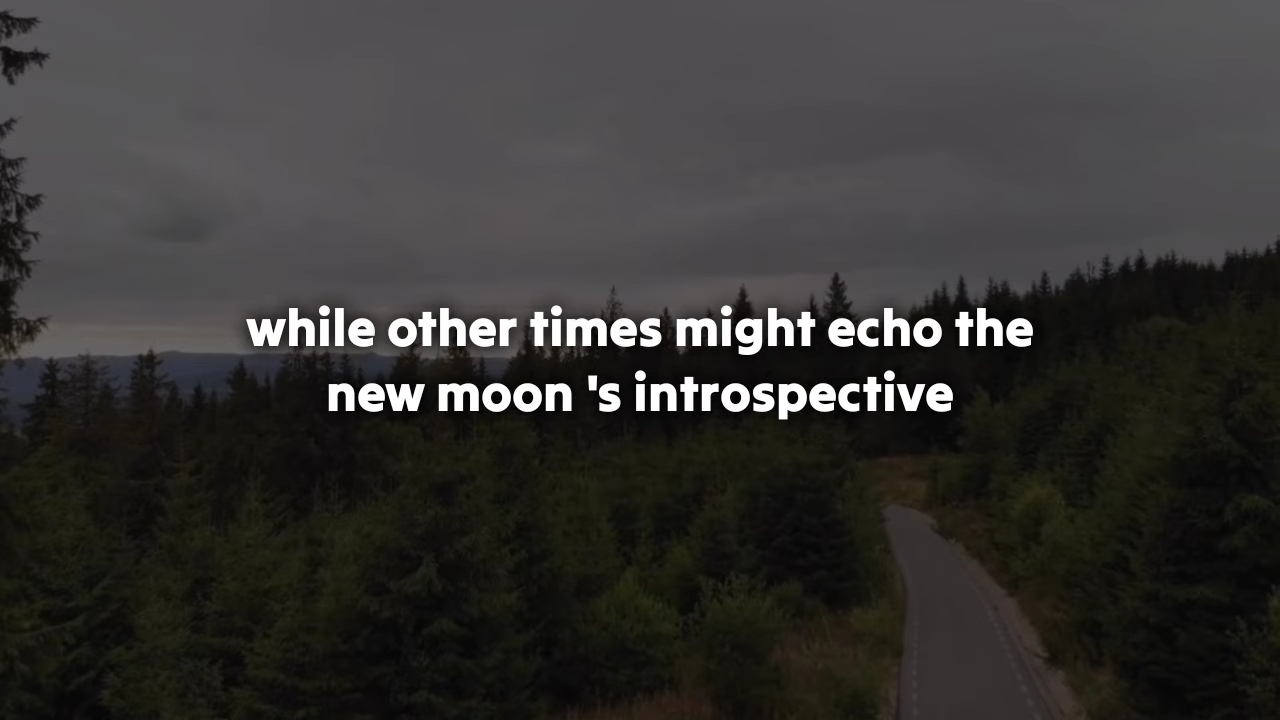 while other times might echo the
new moon 's introspective